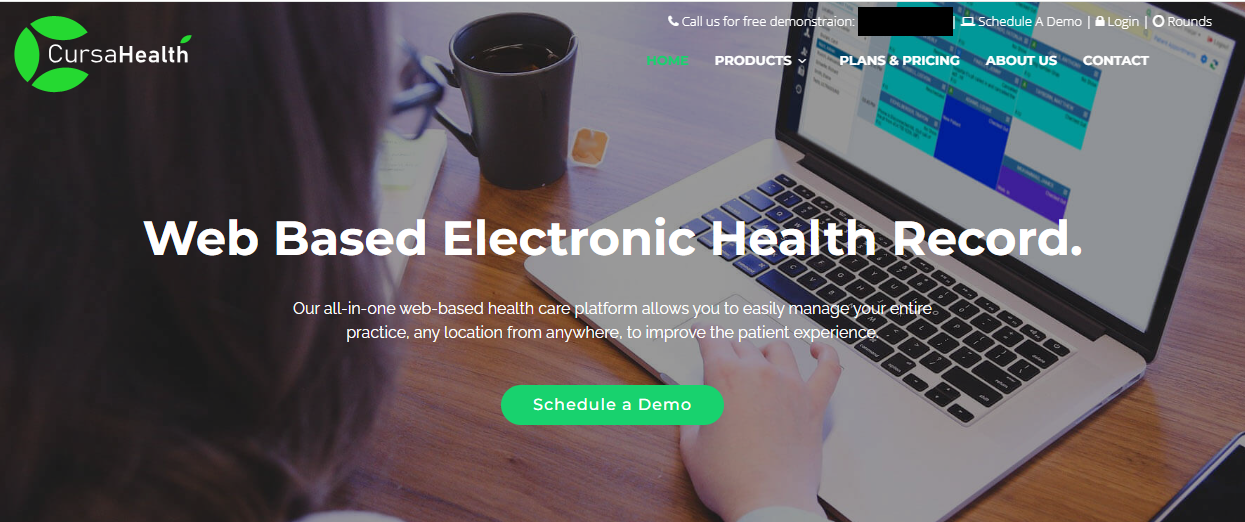 CursaHealth
Call us for free demonstraion: | Schedule A Demo | Login | Rounds
HOME PRODUCTS PLANS & PRICING ABOUT US CONTACT
Web Based Electronic Health Record.
Our all-in-one web-based health care platform allows you to easily manage your entire
practice, any location from anywhere, to improve the patient experience.
Schedule a Demo